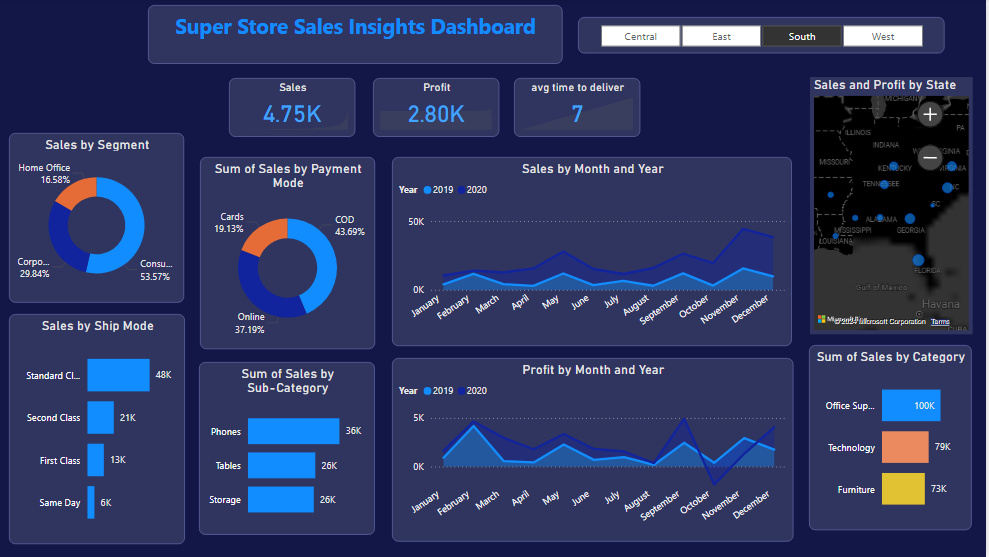 Super Store Sales Insights Dashboard
Central
East
South
West
Sales
4.75K
Profit
2.80K
avg time to deliver
7
Sales by Segment
Home Office
16.58%
Corpo...
29.84%
Consu...
53.57%
Sum of Sales by Payment
Mode
Cards
19.13%
COD
43.69%
Online
37.19%
Sales by Month and Year
Year 2019 2020
50K
0K
January February March April May June July August September October November December
Sales and Profit by State
MICHIGAN
ILLINOIS
INDIANA
PA
MISSOURI
KENTUCKY
TENNESSEE
NC
SC
ALABAMA
MISSISSIPPI
GEORGIA
LOUISIANA
FLORIDA
Gulf of Mexico
Havana
CUBA
Microsoft Bing
Microsoft Corporation Terms
Sales by Ship Mode
Standard Cl... 48K
Second Class 21K
First Class 13K
Same Day 6K
Sum of Sales by
Sub-Category
Phones 36K
Tables 26K
Storage 26K
Profit by Month and Year
Year 2019 2020
5K
0K
January February March April May June July August September October November December
Sum of Sales by Category
Office Sup... 100K
Technology 79K
Furniture 73K